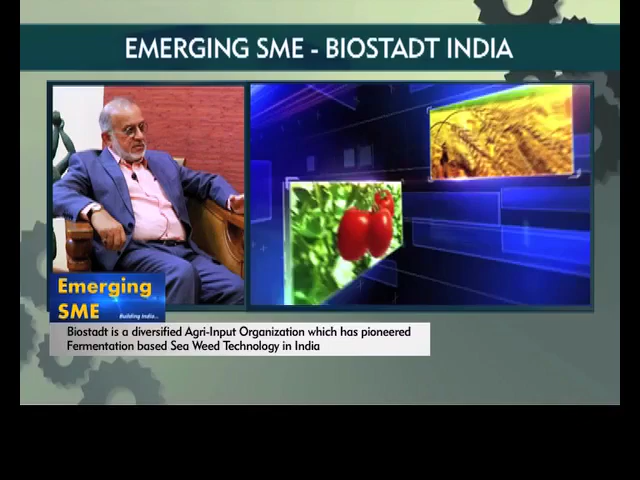 EMERGING SME - BIOSTADT INDIA
Emerging
SME
Building India...
Biostadt is a diversified Agri-Input Organization which has pioneered
Fermentation based Sea Weed Technology in India